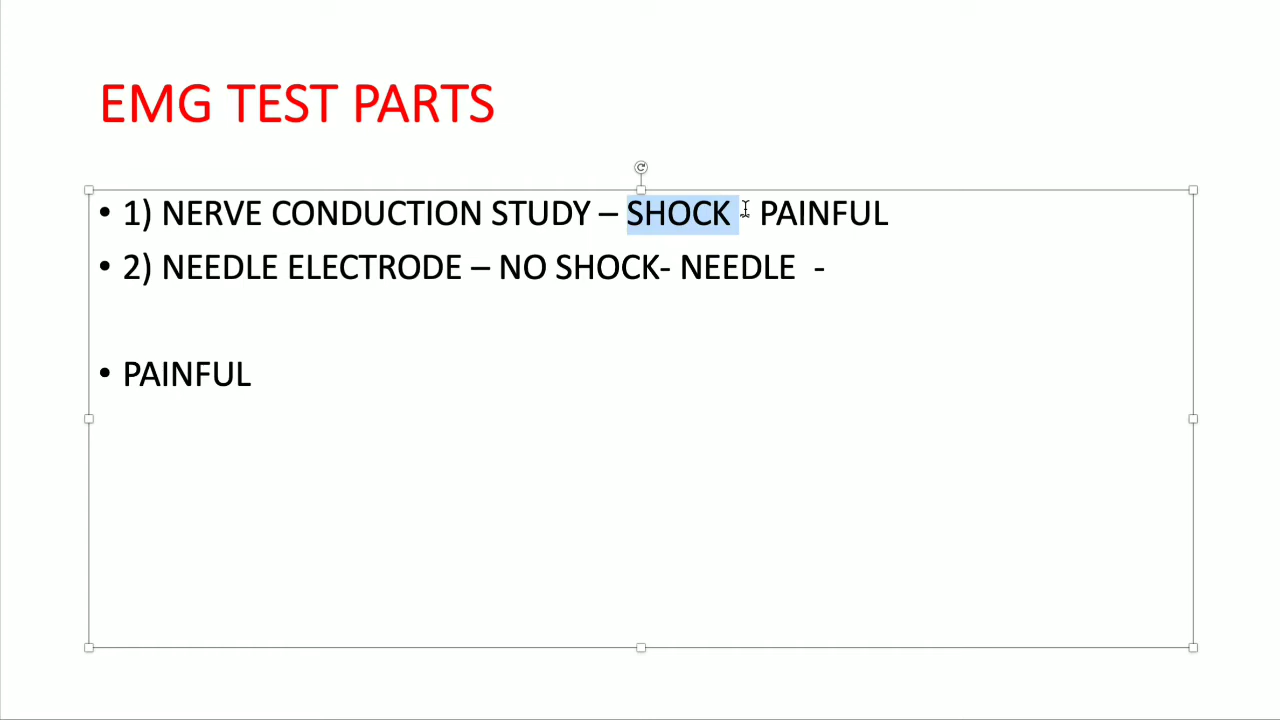 EMG TEST PARTS
• 1) NERVE CONDUCTION STUDY – SHOCK - PAINFUL
• 2) NEEDLE ELECTRODE – NO SHOCK- NEEDLE  -
• PAINFUL